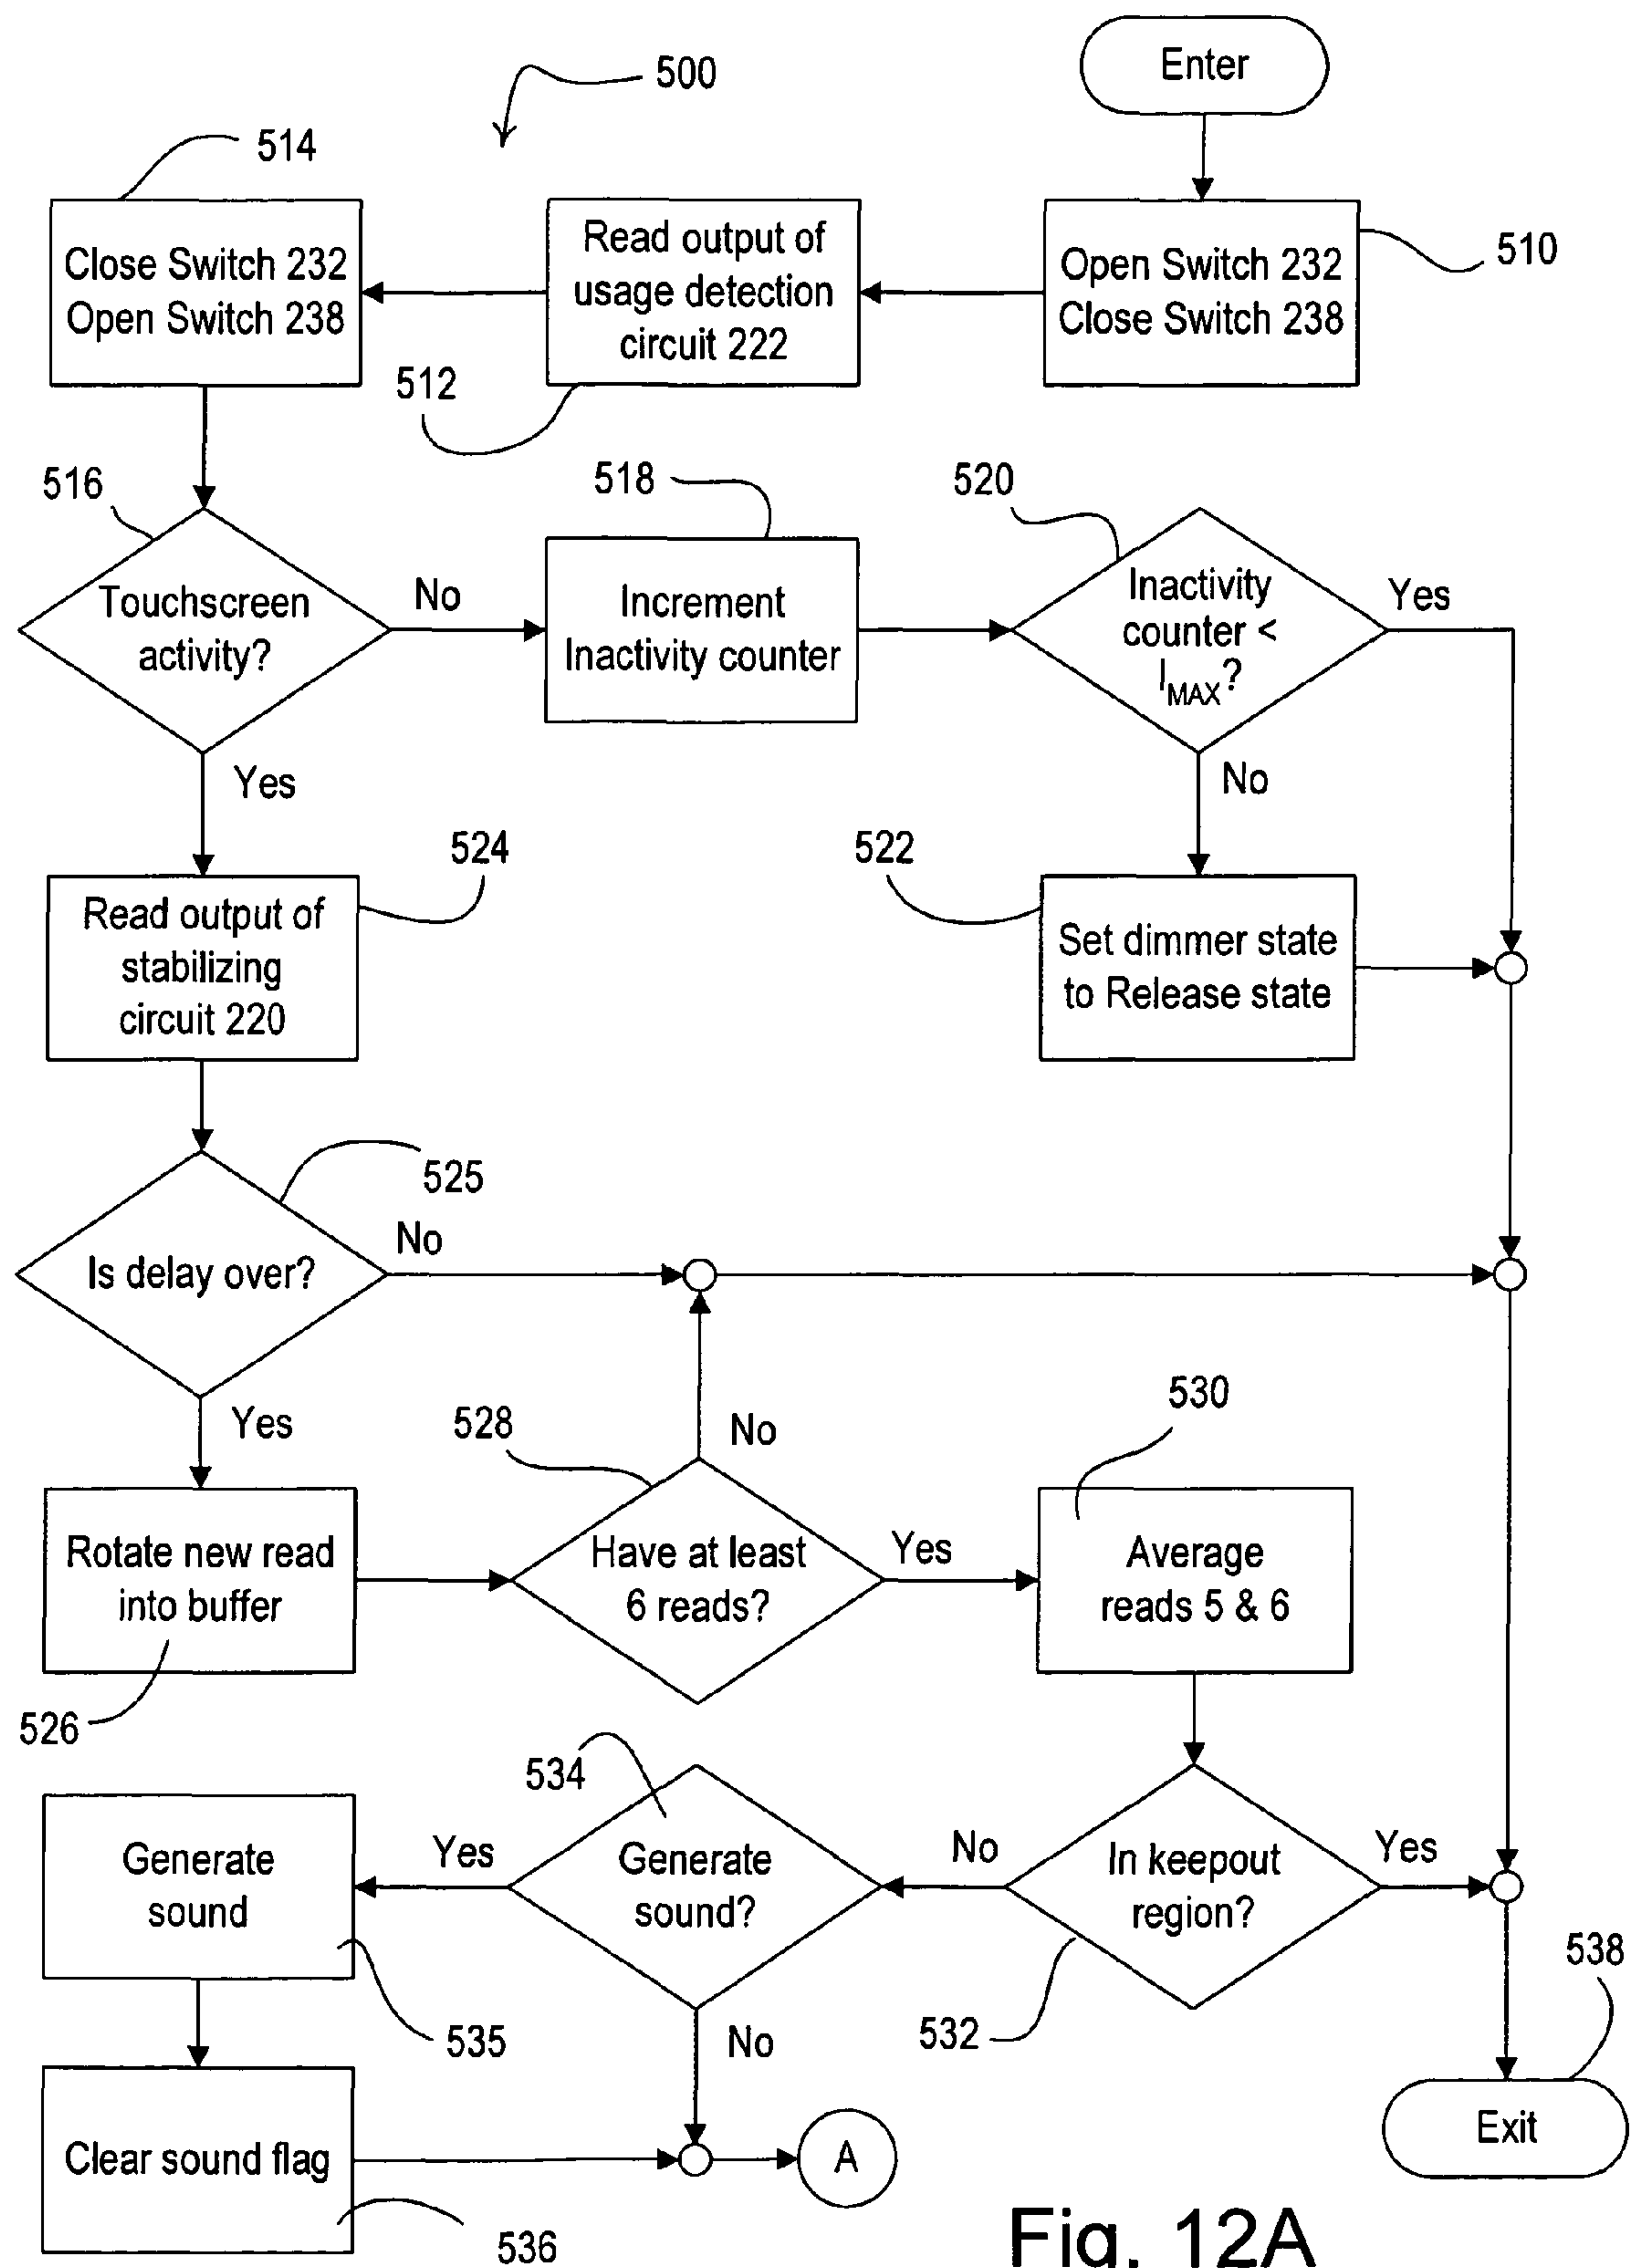 Enter
500
514
Close Switch 232
Open Switch 238
Read output of
usage detection
circuit 222
512
Open Switch 232
Close Switch 238
510
516
Touchscreen
activity?
No
Yes
518
Increment
Inactivity counter
520
Inactivity
counter <
IMAX?
Yes
No
524
Read output of
stabilizing
circuit 220
522
Set dimmer state
to Release state
525
Is delay over?
No
Yes
526
Rotate new read
into buffer
528
Have at least
6 reads?
No
Yes
530
Average
reads 5 & 6
534
Generate
sound?
Yes
No
In keepout
region?
No
Yes
532
Generate
sound
535
Clear sound flag
536
A
538
Exit
Fig. 12A